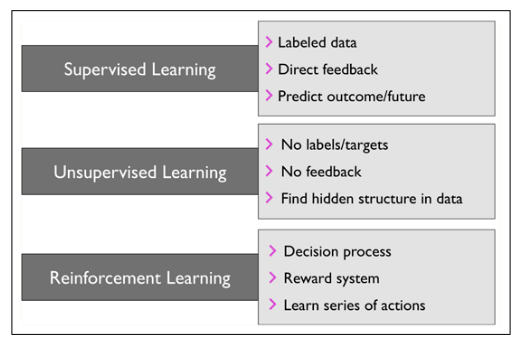 Supervised Learning
Labeled data
Direct feedback
Predict outcome/future
Unsupervised Learning
No labels/targets
No feedback
Find hidden structure in data
Reinforcement Learning
Decision process
Reward system
Learn series of actions